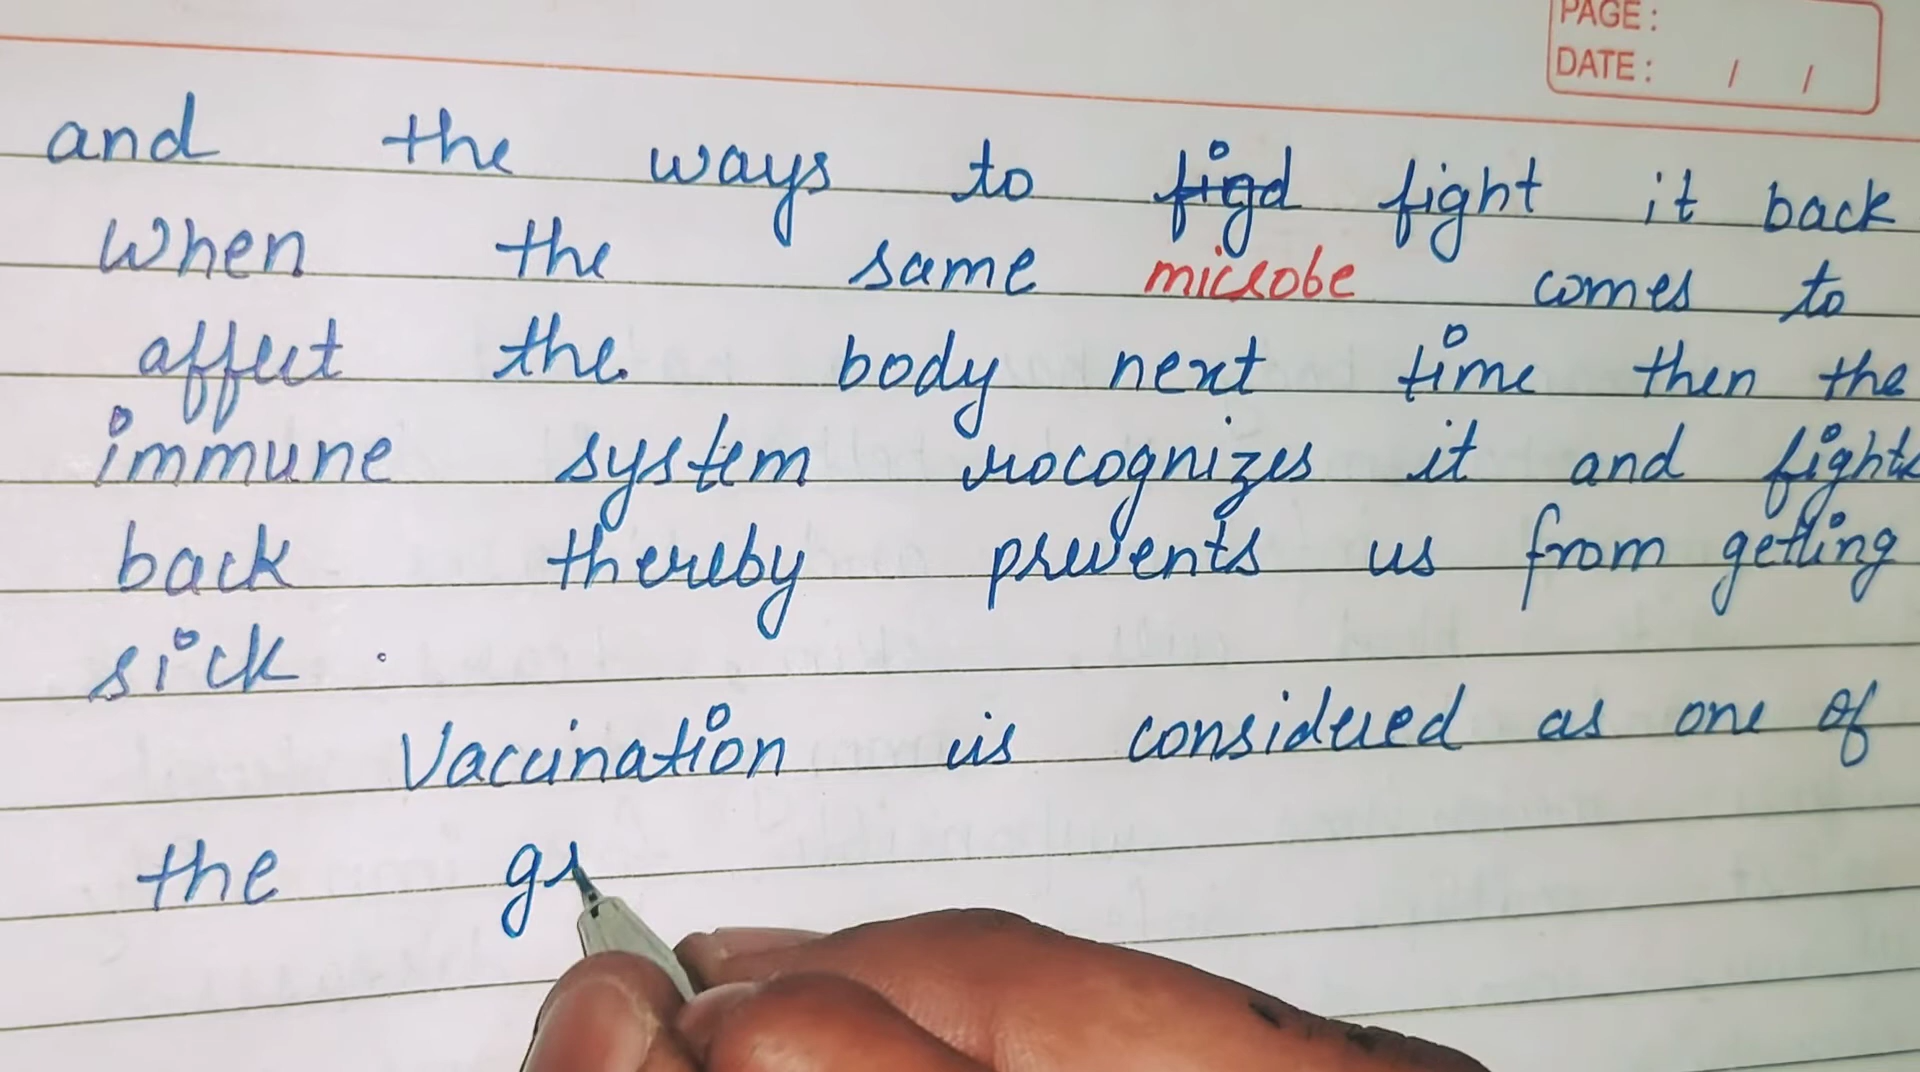 PAGE :
DATE : / /
and the ways to figd fight it back
when the same microbe comes to
affect the body next time then the
immune system rocognizes it and fights
back thereby prevents us from getting
sick .
Vaccination is considered as one of
the gr